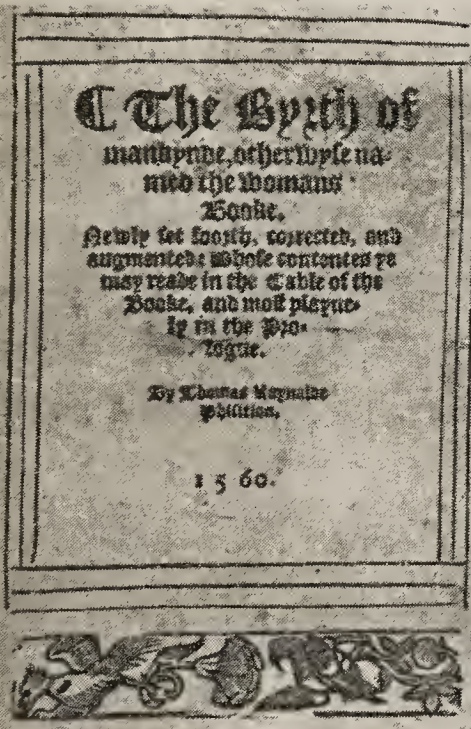 ¶ The Byrth of
mankynde, otherwyse na-
med the womans
Booke.
Newly set foorth, corrected, and
augmented: whose contentes ye
may reade in the Table of the
Booke, and most playne-
ly in the Pro-
logue.
By Thomas Raynalde
Phisition.
1560.